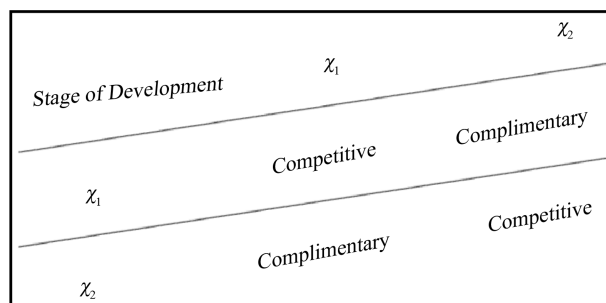 Stage of Development χ₁ χ₂
χ₁ Competitive Complimentary
χ₂ Complimentary Competitive